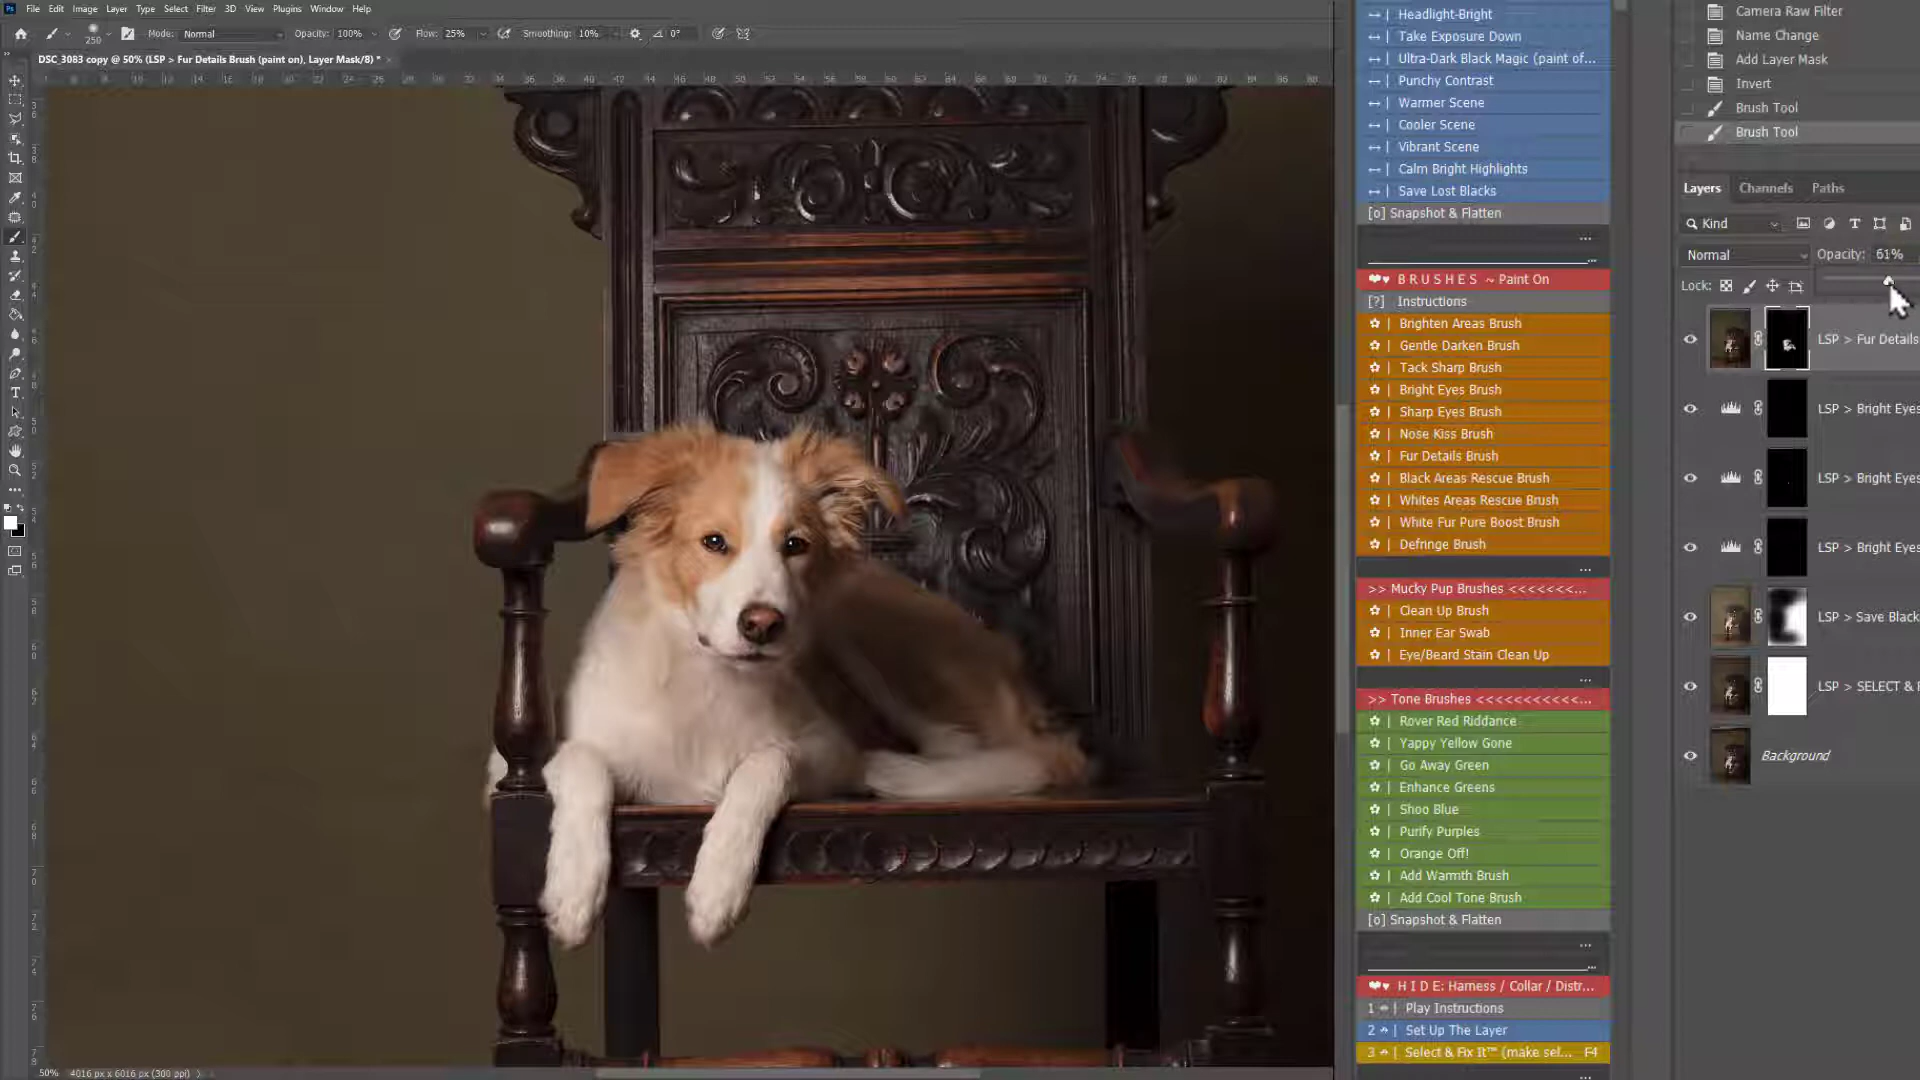 Ps File Edit Image Layer Type Select Filter 3D View Plugins Window Help
250 Mode: Normal Opacity: 100% Flow: 25% Smoothing: 10% 0°
DSC_3083 copy @ 50% (LSP > Fur Details Brush (paint on), Layer Mask/8) *
Headlight-Bright
Take Exposure Down
Ultra-Dark Black Magic (paint of...
Punchy Contrast
Warmer Scene
Cooler Scene
Vibrant Scene
Calm Bright Highlights
Save Lost Blacks
[o] Snapshot & Flatten
...
B R U S H E S ~ Paint On
[?] Instructions
Brighten Areas Brush
Gentle Darken Brush
Tack Sharp Brush
Bright Eyes Brush
Sharp Eyes Brush
Nose Kiss Brush
Fur Details Brush
Black Areas Rescue Brush
Whites Areas Rescue Brush
White Fur Pure Boost Brush
Defringe Brush
...
>> Mucky Pup Brushes <<<<<<<...
Clean Up Brush
Inner Ear Swab
Eye/Beard Stain Clean Up
...
>> Tone Brushes <<<<<<<<<<<...
Rover Red Riddance
Yappy Yellow Gone
Go Away Green
Enhance Greens
Shoo Blue
Purify Purples
Orange Off!
Add Warmth Brush
Add Cool Tone Brush
[o] Snapshot & Flatten
...
H I D E: Harness / Collar / Distr...
1 | Play Instructions
2 | Set Up The Layer
3 | Select & Fix It™ (make sel... F4
...
Camera Raw Filter
Name Change
Add Layer Mask
Invert
Brush Tool
Brush Tool
Layers Channels Paths
Kind
Normal Opacity: 61%
Lock:
LSP > Fur Details
LSP > Bright Eyes
LSP > Bright Eyes
LSP > Bright Eyes
LSP > Save Black
LSP > SELECT & F
Background
50% 4016 px x 6016 px (300 ppi)